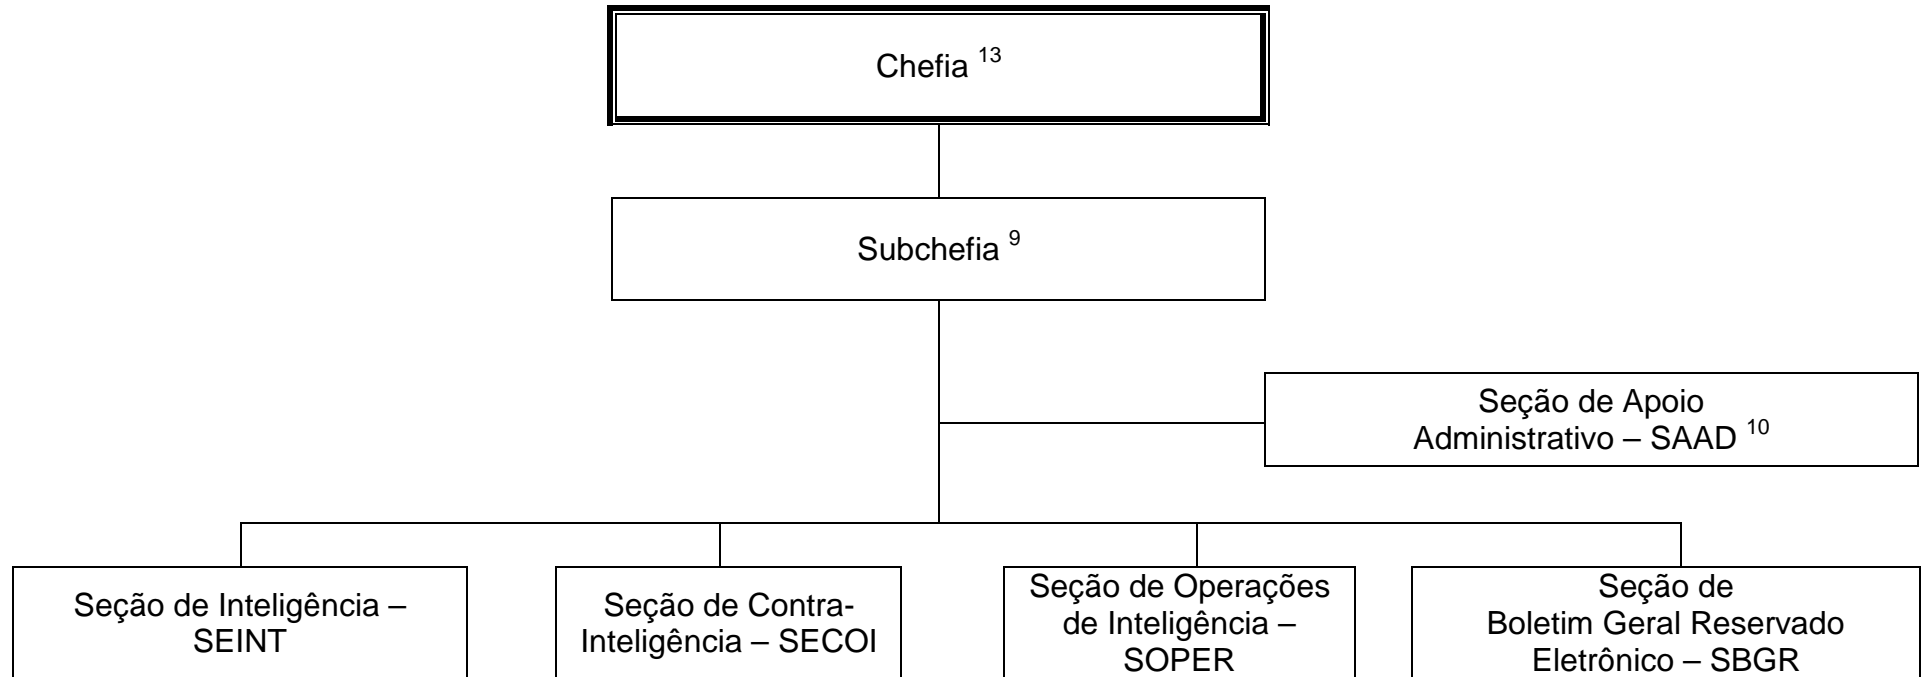 Chefia 13
Subchefia 9
Seção de Apoio
Administrativo – SAAD 10
Seção de Inteligência –
SEINT
Seção de Contra-
Inteligência – SECOI
Seção de Operações
de Inteligência –
SOPER
Seção de
Boletim Geral Reservado
Eletrônico – SBGR